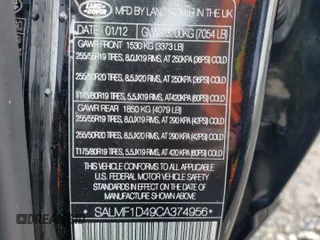 LAND ROVER
MFD BY LAND ROVER IN THE UK
DATE: 01/12 GVWR 3200KG (7054 LB)
GAWR FRONT 1530 KG (3373 LB)
255/55R19 TIRES, 8.0JX19 RIMS, AT 250KPA (36PSI) COLD
255/50R20 TIRES, 8.5JX20 RIMS, AT 250KPA (36PSI) COLD
T175/80R19 TIRES, 5.5JX19 RIMS, AT 420KPA (60PSI) COLD
GAWR REAR 1850 KG (4079 LB)
255/55R19 TIRES, 8.0JX19 RIMS, AT 290 KPA (42PSI) COLD
255/50R20 TIRES, 8.5JX20 RIMS, AT 290 KPA (42PSI) COLD
T175/80R19 TIRES, 5.5JX19 RIMS, AT 420 KPA (60PSI) COLD
THIS VEHICLE CONFORMS TO ALL APPLICABLE
U.S. FEDERAL MOTOR VEHICLE SAFETY
STANDARDS IN EFFECT ON THE DATE OF
MANUFACTURE SHOWN ABOVE
*SALMF1D49CA374956*